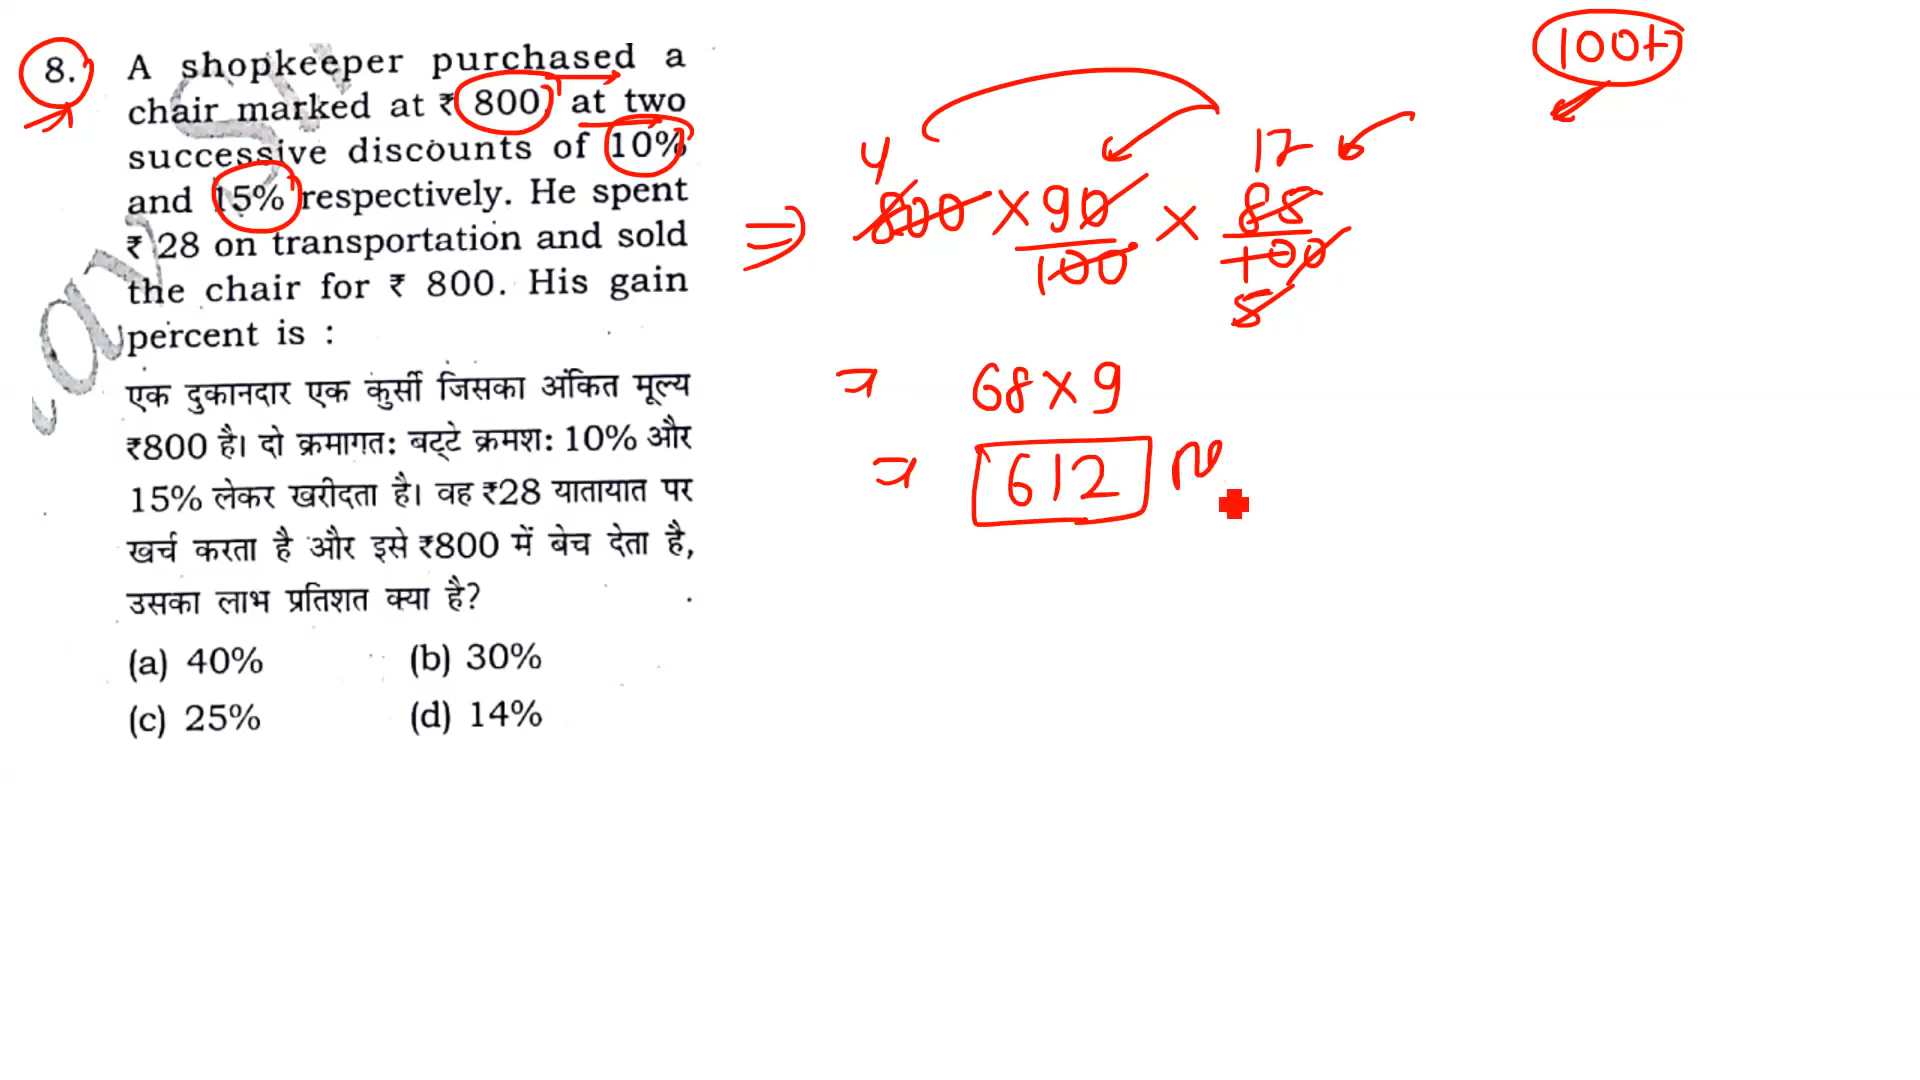 8. A shopkeeper purchased a
chair marked at ₹ 800, at two
successive discounts of 10%
and 15% respectively. He spent
₹ 28 on transportation and sold
the chair for ₹ 800. His gain
percent is :
एक दुकानदार एक कुर्सी जिसका अंकित मूल्य
₹800 है। दो क्रमागत: बट्टे क्रमश: 10% और
15% लेकर खरीदता है। वह ₹28 यातायात पर
खर्च करता है और इसे ₹800 में बेच देता है,
उसका लाभ प्रतिशत क्या है?
(a) 40% (b) 30%
(c) 25% (d) 14%
100+
4 17
⇒ 800 × 90 × 85
100 100
5
⇒ 68 × 9
⇒ 612